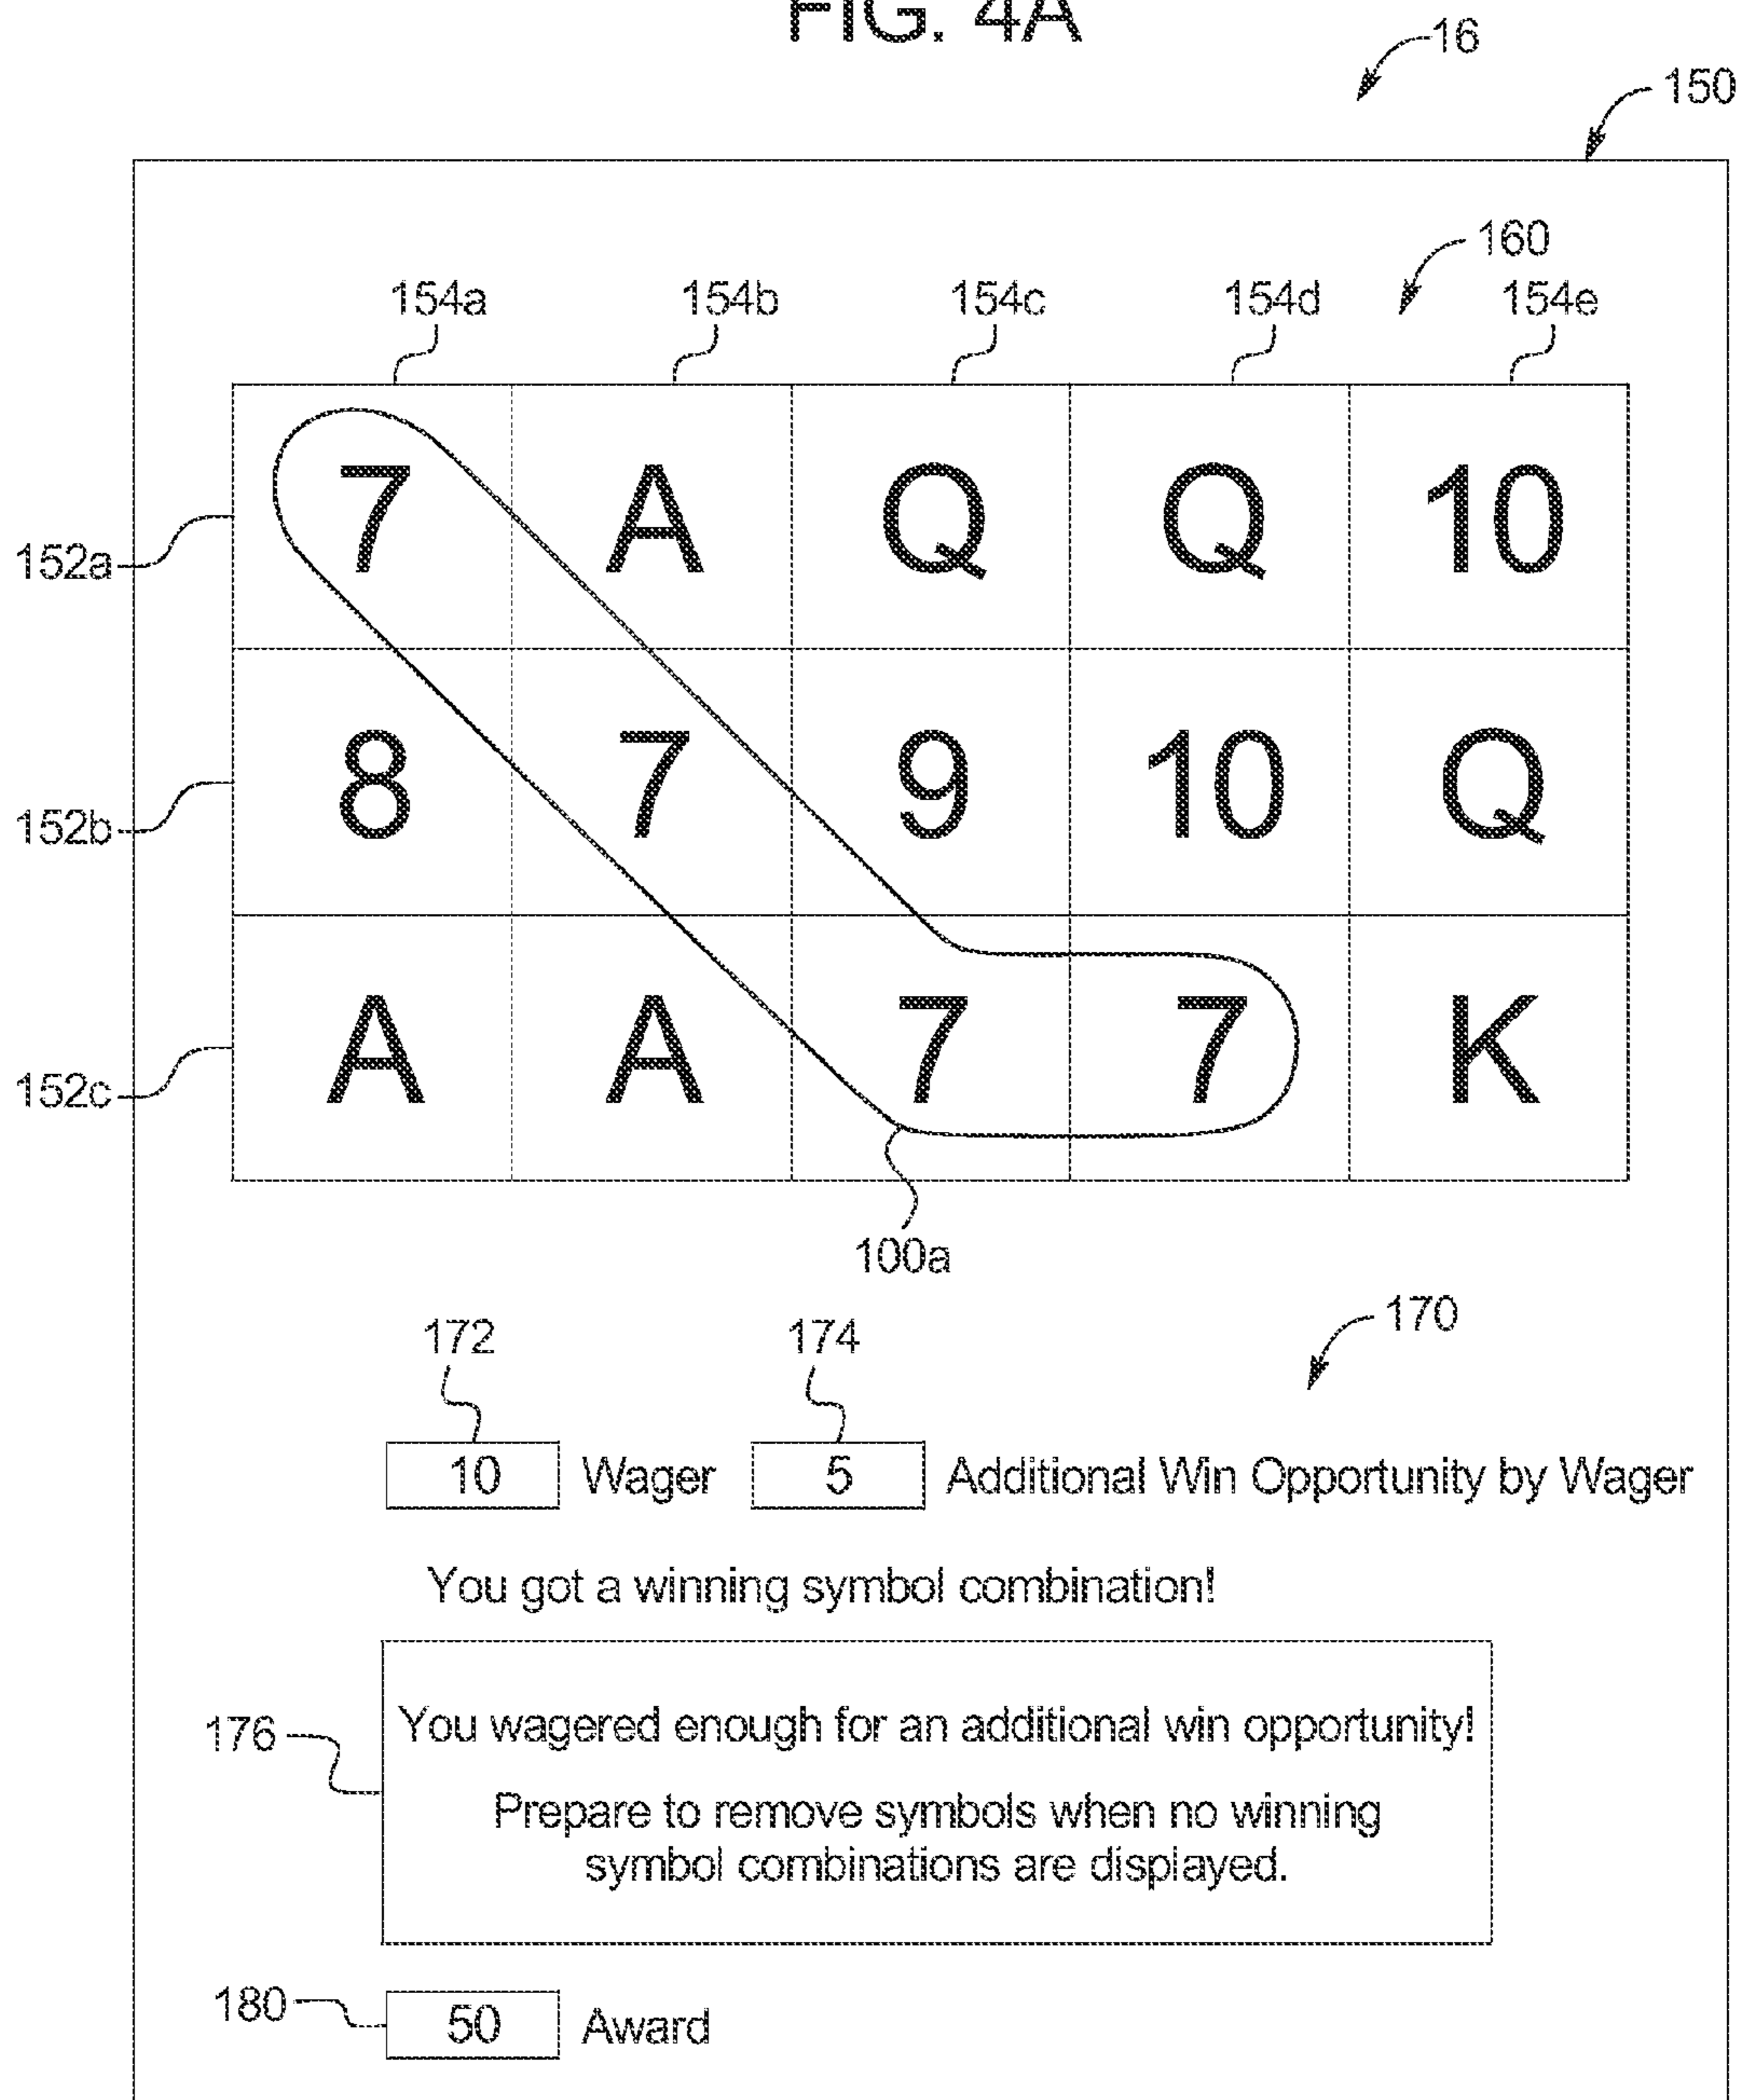 FIG. 4A
16
150
160
154a 154b 154c 154d 154e
7 A Q Q 10
152a
8 7 9 10 Q
152b
A A 7 7 K
152c
100a
170
172 174
10 Wager 5 Additional Win Opportunity by Wager
You got a winning symbol combination!
You wagered enough for an additional win opportunity!
176
Prepare to remove symbols when no winning
symbol combinations are displayed.
180 50 Award